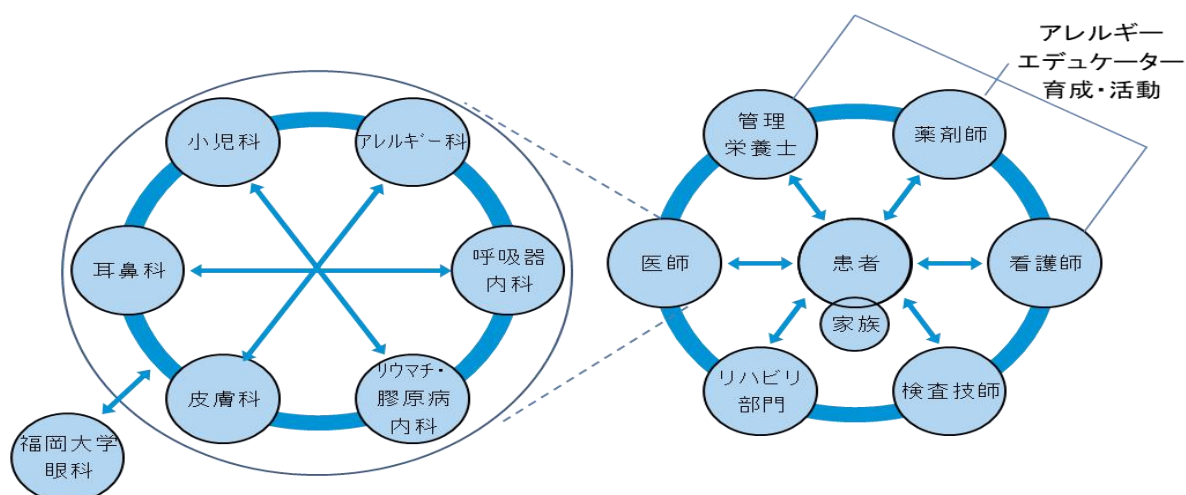 アレルギー
エデュケーター
育成・活動
小児科
アレルギー科
耳鼻科
呼吸器
内科
皮膚科
リウマチ・
膠原病
内科
福岡大学
眼科
管理
栄養士
薬剤師
医師
患者
家族
看護師
リハビリ
部門
検査技師